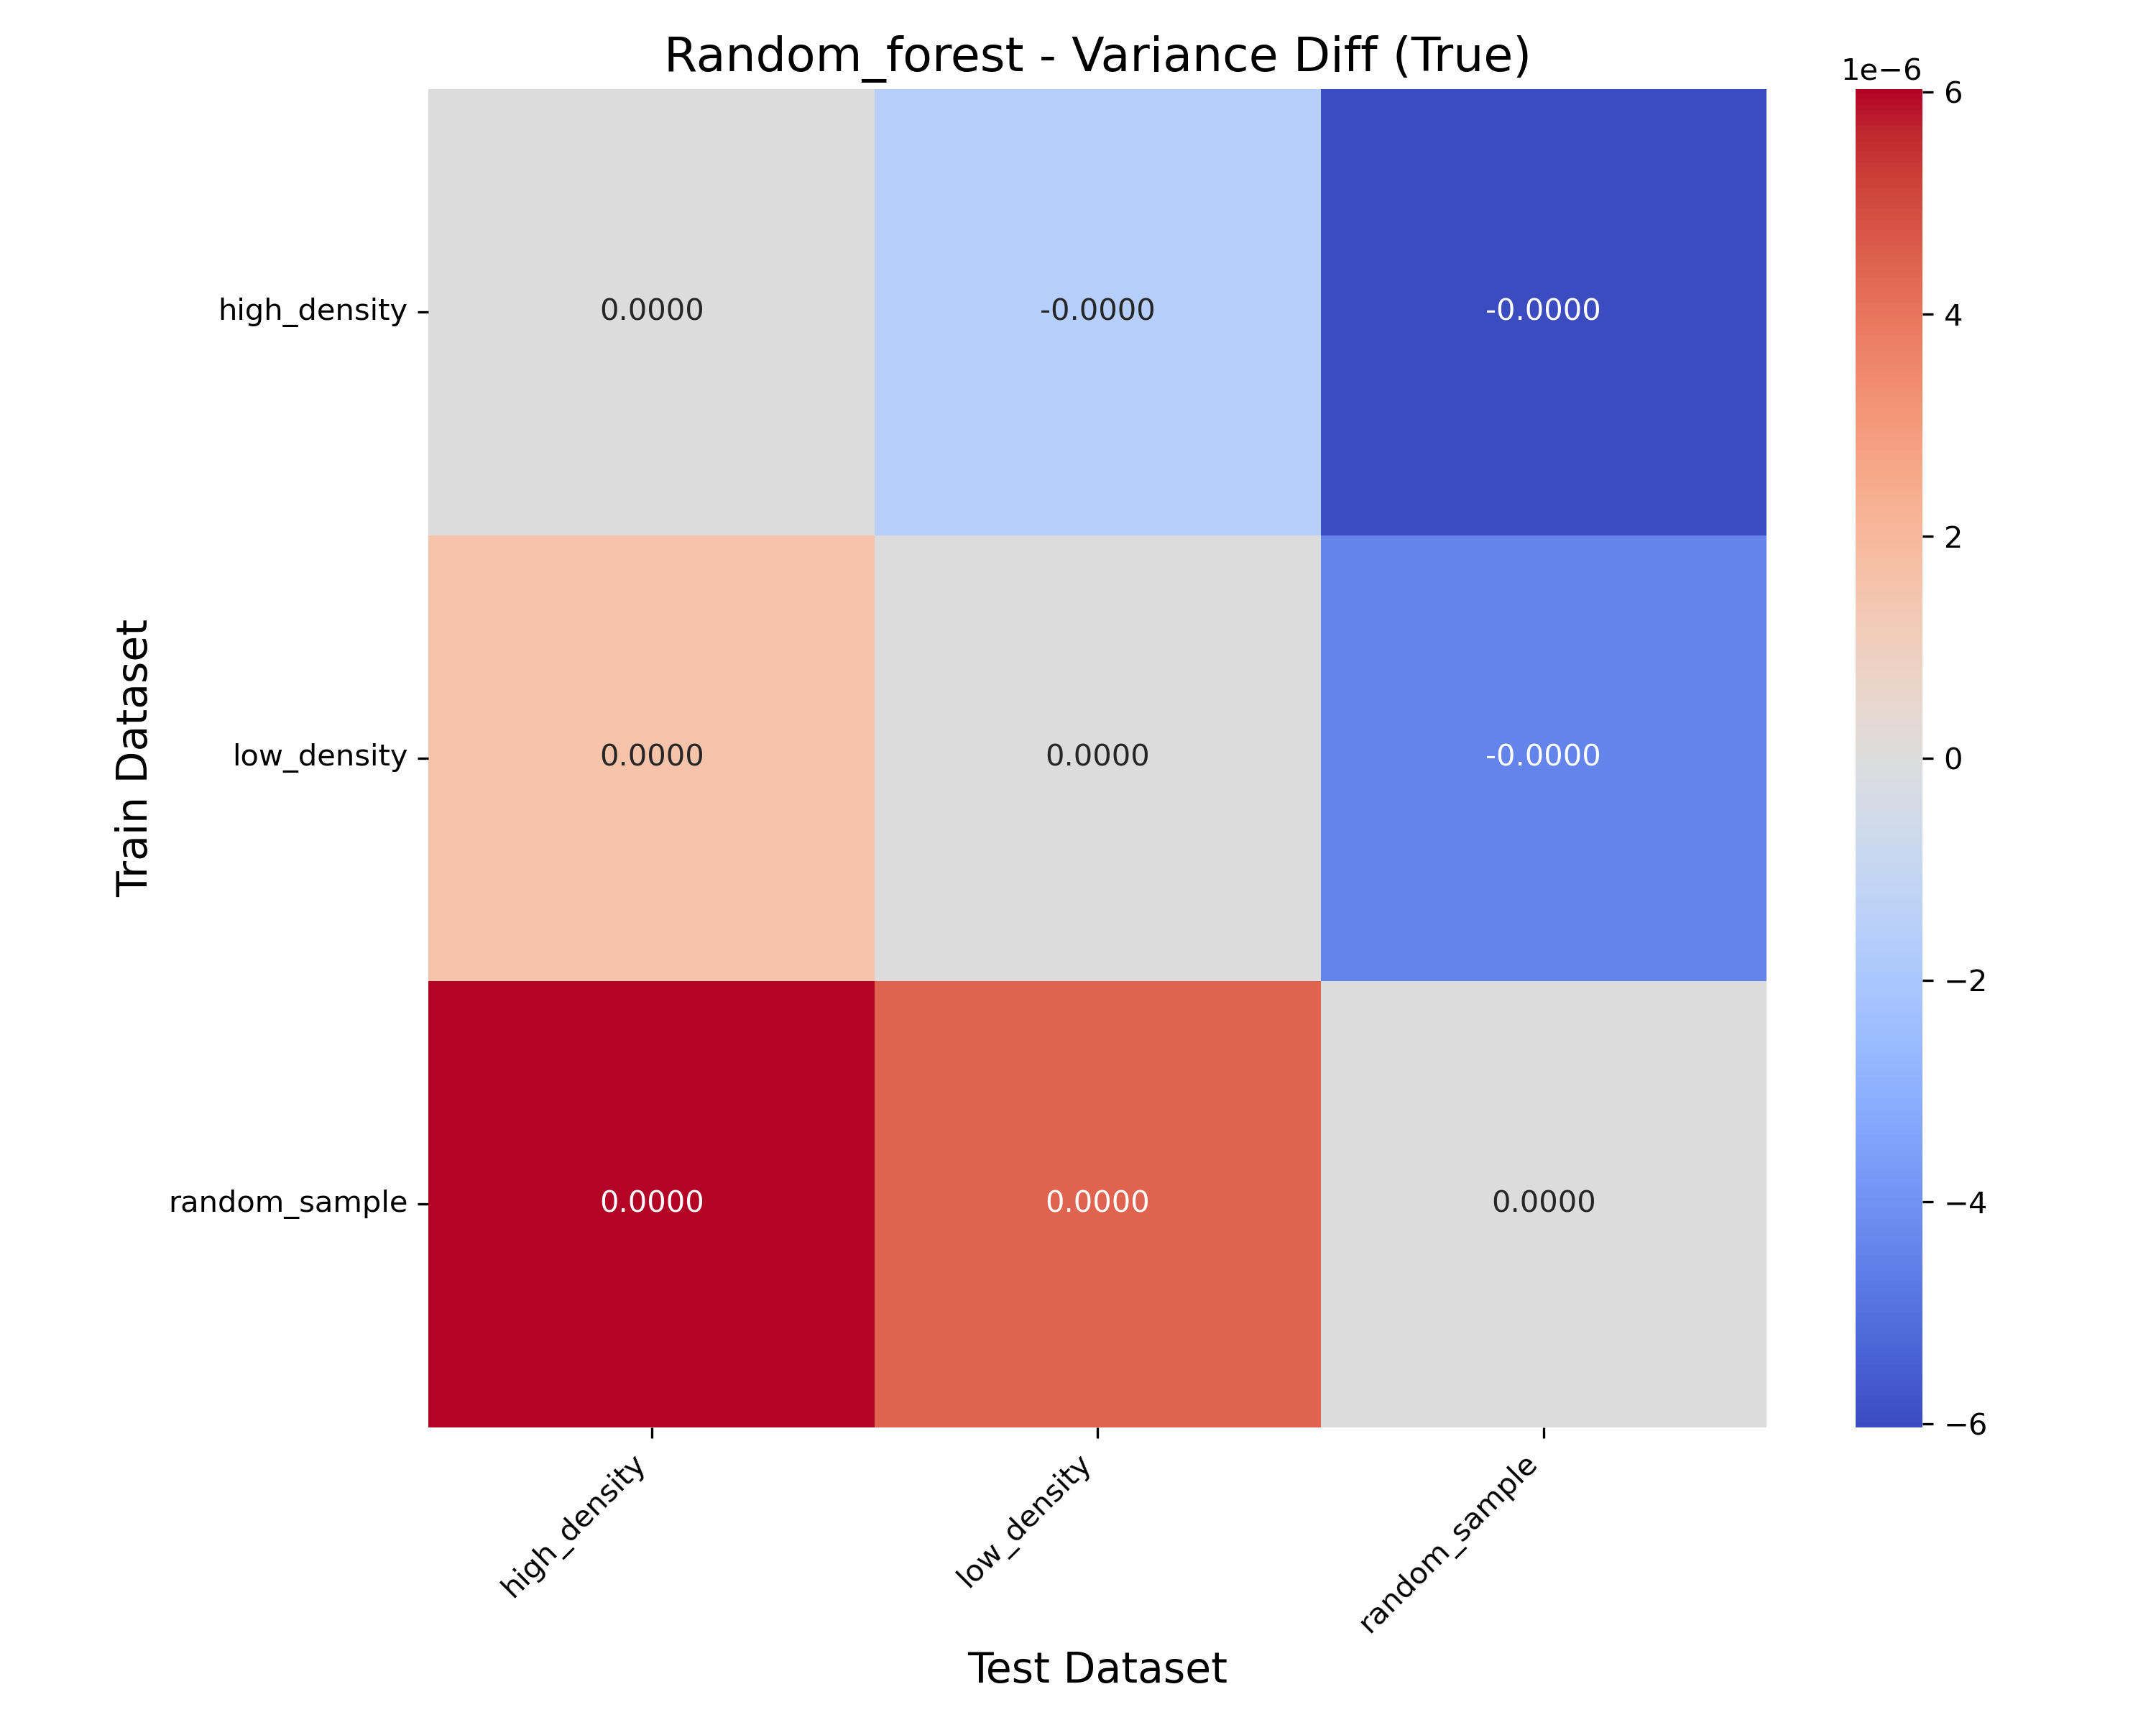 Random_forest - Variance Diff (True)
1e−6
high_density
0.0000
-0.0000
-0.0000
low_density
0.0000
0.0000
-0.0000
random_sample
0.0000
0.0000
0.0000
Train Dataset
high_density
low_density
random_sample
Test Dataset
6
4
2
0
−2
−4
−6